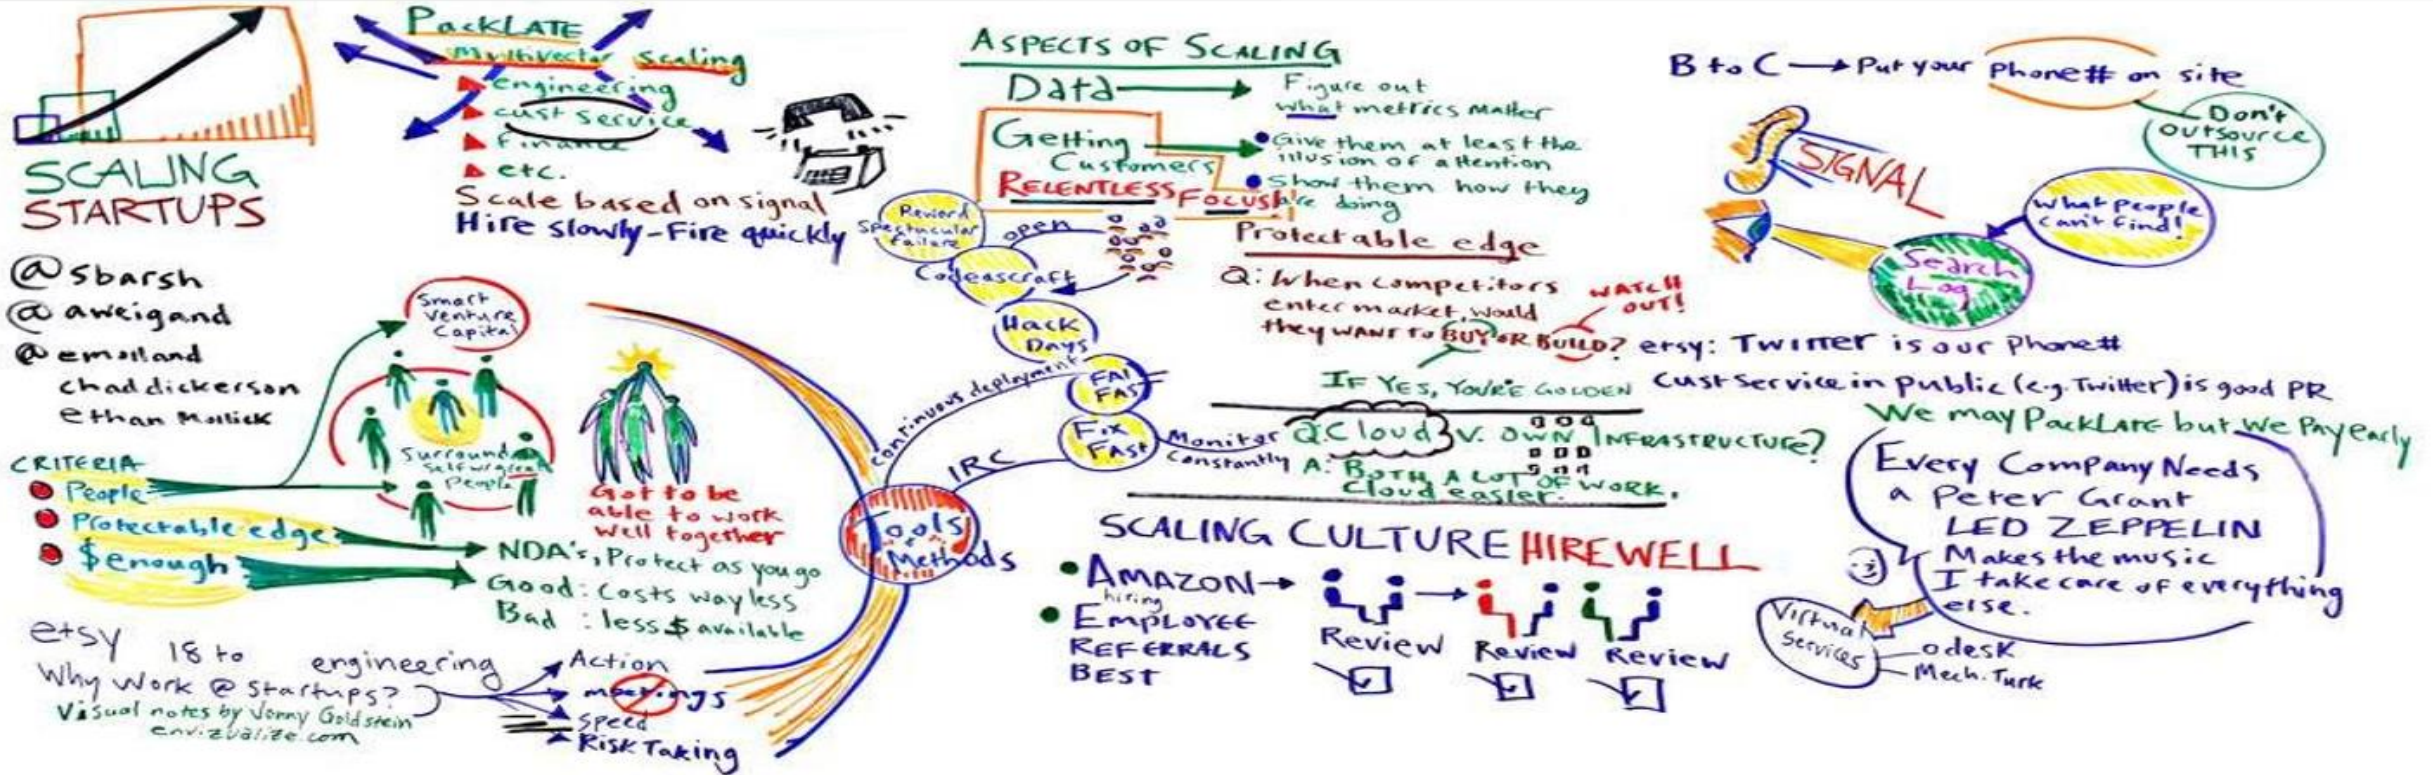 SCALING
STARTUPS
@sbarsh
@aweigand
@emolland
chaddickerson
ethan Mollick
PackLATE
Multivector scaling
engineering
cust service
Finance
etc.
Scale based on signal
Hire slowly-Fire quickly
CRITERIA
People
Protectable edge
$enough
Smart
Venture
Capital
Surround
Self w/great
People
Got to be
able to work
well together
NDA's, Protect as you go
Good: Costs way less
Bad : less $ available
etsy 18 to engineering
Why Work @ Startups?
Visual notes by Jonny Goldstein
envizualize.com
Action
meetings
Speed
Risk Taking
Tools
Methods
IRC
continuous deployment
Fix
Fast
FAIL
FAST
Hack
Days
Codeascraft
open
Reward
Spectacular
Failure
Monitor
Constantly
ASPECTS OF SCALING
Data
Figure out
what metrics matter
Getting
Customers
Give them at least the
illusion of attention
Show them how they
are doing
RELENTLESS FOCUS
Protectable edge
Q: When competitors
enter market, would
they WANT TO BUY OR BUILD?
WATCH
OUT!
IF YES, YOU'RE GOLDEN
Q: Cloud V. OWN INFRASTRUCTURE?
A: BOTH, A LOT OF WORK.
Cloud easier.
SCALING CULTURE HIREWELL
AMAZON
hiring
EMPLOYEE
REFERRALS
BEST
Review
Review
Review
B to C Put your Phone# on site
Don't
OUTSOURCE
THIS
SIGNAL
What people
can't find!
Search
Log
etsy: Twitter is our Phone#
Cust Service in public (e.g. Twitter) is good PR
We may PackLate but we Pay early
Every Company Needs
a Peter Grant
LED ZEPPELIN
Makes the music
I take care of everything
else.
Virtual
Services
odesk
Mech. Turk